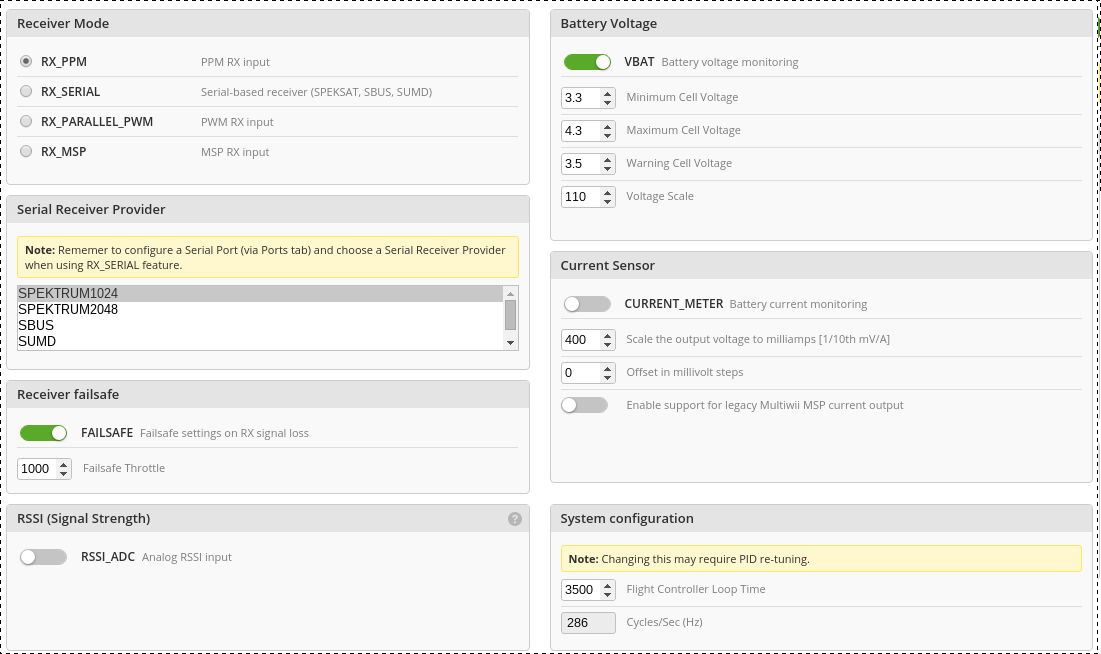 Receiver Mode
RX_PPM PPM RX input
RX_SERIAL Serial-based receiver (SPEKSAT, SBUS, SUMD)
RX_PARALLEL_PWM PWM RX input
RX_MSP MSP RX input
Serial Receiver Provider
Note: Rememer to configure a Serial Port (via Ports tab) and choose a Serial Receiver Provider
when using RX_SERIAL feature.
SPEKTRUM1024
SPEKTRUM2048
SBUS
SUMD
Receiver failsafe
FAILSAFE Failsafe settings on RX signal loss
1000 Failsafe Throttle
RSSI (Signal Strength) ?
RSSI_ADC Analog RSSI input
Battery Voltage
VBAT Battery voltage monitoring
3.3 Minimum Cell Voltage
4.3 Maximum Cell Voltage
3.5 Warning Cell Voltage
110 Voltage Scale
Current Sensor
CURRENT_METER Battery current monitoring
400 Scale the output voltage to milliamps [1/10th mV/A]
0 Offset in millivolt steps
Enable support for legacy Multiwii MSP current output
System configuration
Note: Changing this may require PID re-tuning.
3500 Flight Controller Loop Time
286 Cycles/Sec (Hz)